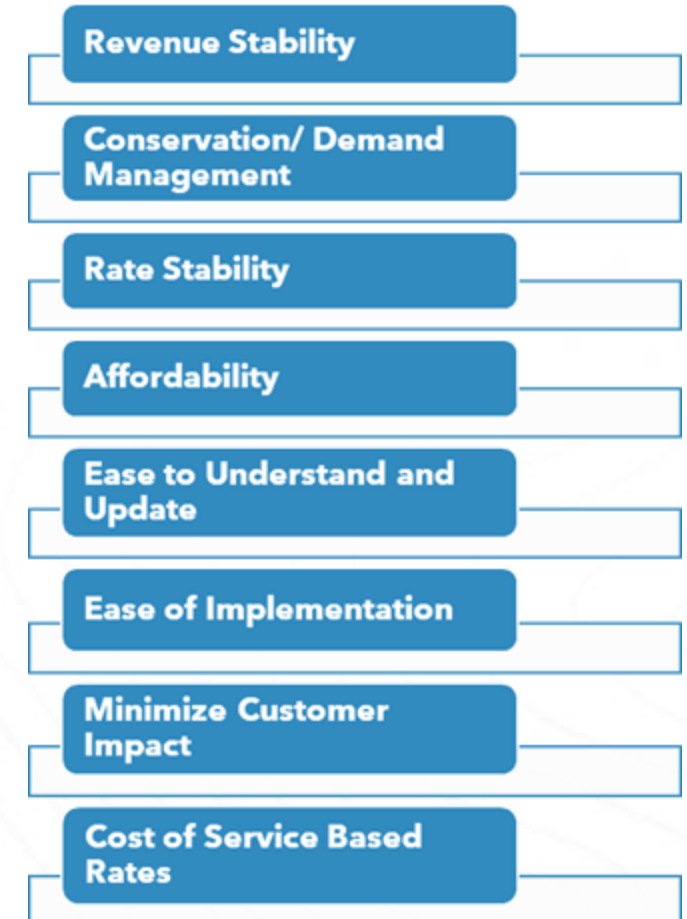 Revenue Stability
Conservation/ Demand
Management
Rate Stability
Affordability
Ease to Understand and
Update
Ease of Implementation
Minimize Customer
Impact
Cost of Service Based
Rates